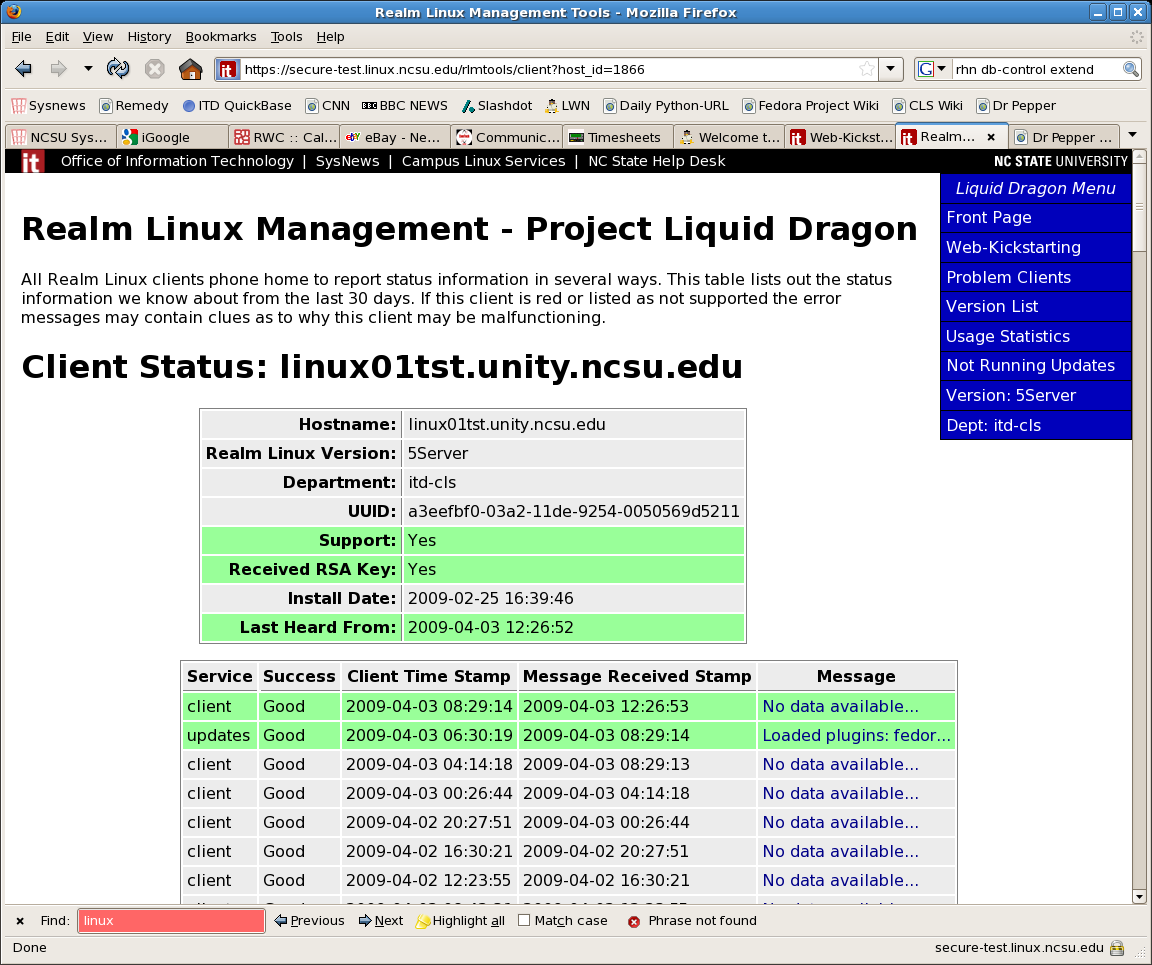 Realm Linux Management Tools - Mozilla Firefox
File Edit View History Bookmarks Tools Help
it https://secure-test.linux.ncsu.edu/rlmtools/client?host_id=1866 G rhn db-control extend
Sysnews Remedy ITD QuickBase CNN BBC NEWS Slashdot LWN Daily Python-URL Fedora Project Wiki CLS Wiki Dr Pepper
NCSU Sys... iGoogle RWC :: Cal... eBay - Ne... Communic... Timesheets Welcome t... Web-Kickst... Realm... Dr Pepper ...
it Office of Information Technology | SysNews | Campus Linux Services | NC State Help Desk NC STATE UNIVERSITY
Liquid Dragon Menu
Front Page
Web-Kickstarting
Problem Clients
Version List
Usage Statistics
Not Running Updates
Version: 5Server
Dept: itd-cls
Realm Linux Management - Project Liquid Dragon
All Realm Linux clients phone home to report status information in several ways. This table lists out the status
information we know about from the last 30 days. If this client is red or listed as not supported the error
messages may contain clues as to why this client may be malfunctioning.
Client Status: linux01tst.unity.ncsu.edu
Hostname: linux01tst.unity.ncsu.edu
Realm Linux Version: 5Server
Department: itd-cls
UUID: a3eefbf0-03a2-11de-9254-0050569d5211
Support: Yes
Received RSA Key: Yes
Install Date: 2009-02-25 16:39:46
Last Heard From: 2009-04-03 12:26:52
Service Success Client Time Stamp Message Received Stamp Message
client Good 2009-04-03 08:29:14 2009-04-03 12:26:53 No data available...
updates Good 2009-04-03 06:30:19 2009-04-03 08:29:14 Loaded plugins: fedor...
client Good 2009-04-03 04:14:18 2009-04-03 08:29:13 No data available...
client Good 2009-04-03 00:26:44 2009-04-03 04:14:18 No data available...
client Good 2009-04-02 20:27:51 2009-04-03 00:26:44 No data available...
client Good 2009-04-02 16:30:21 2009-04-02 20:27:51 No data available...
client Good 2009-04-02 12:23:55 2009-04-02 16:30:21 No data available...
Find: linux Previous Next Highlight all Match case Phrase not found
Done secure-test.linux.ncsu.edu